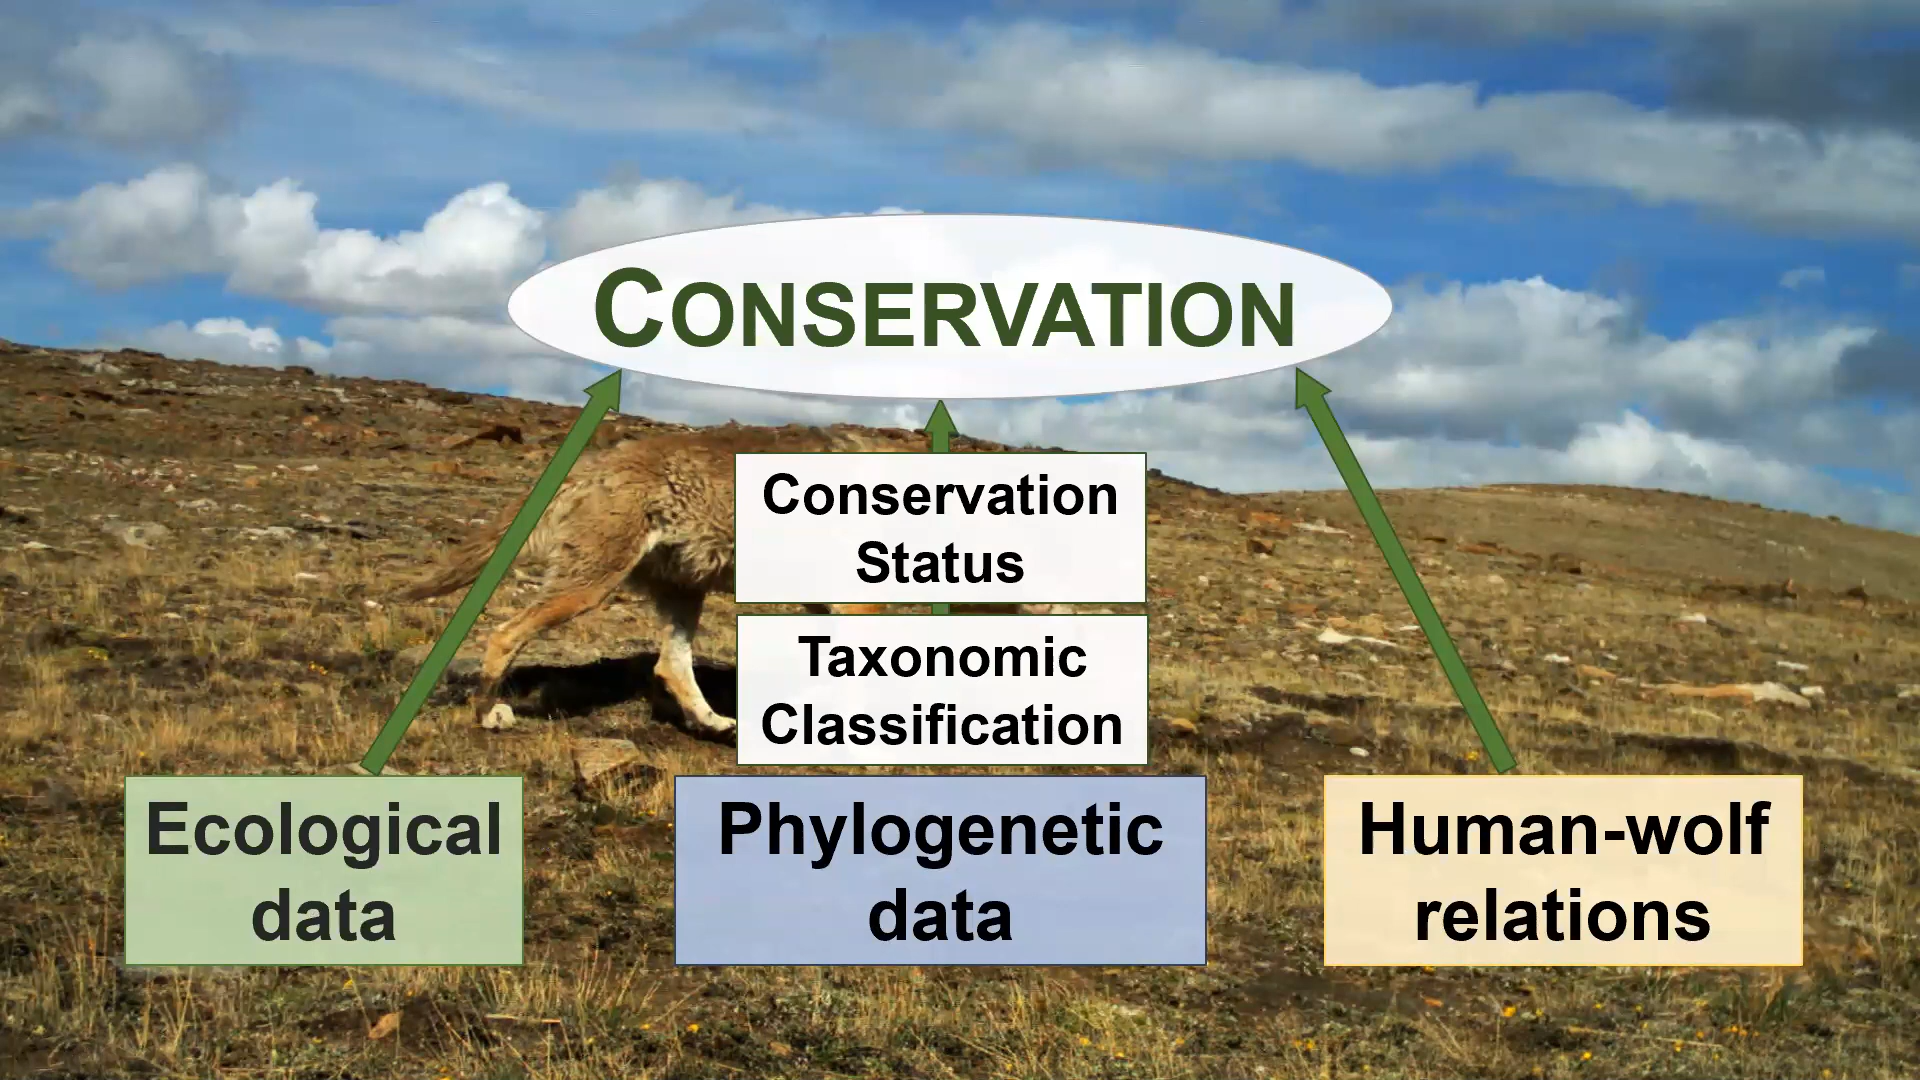 CONSERVATION
Conservation
Status
Taxonomic
Classification
Ecological
data
Phylogenetic
data
Human-wolf
relations